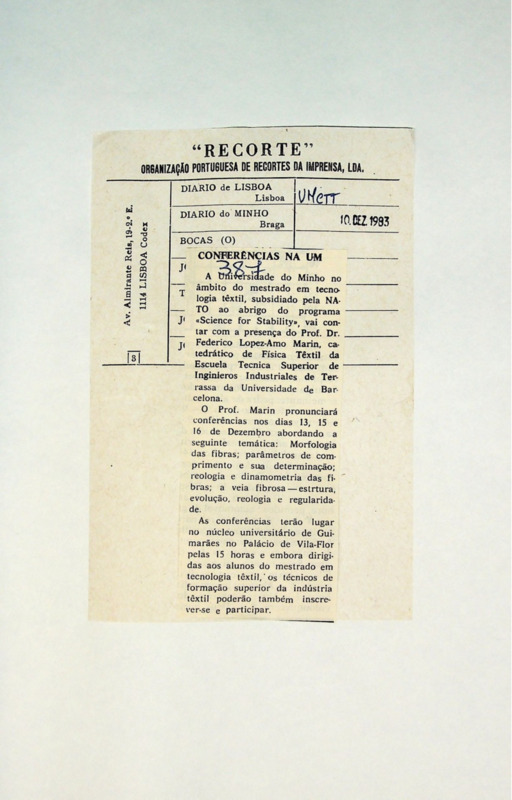 "RECORTE"
ORGANIZAÇÃO PORTUGUESA DE RECORTES DA IMPRENSA, LDA.
Av. Almirante Reis, 19-2.º E.
1114 LISBOA Codex
S
DIARIO de LISBOA
Lisboa
UMCTT
DIARIO do MINHO
Braga
10. DEZ 1983
BOCAS (O)
J
T
J
J
CONFERÊNCIAS NA UM
387
A Universidade do Minho no
âmbito do mestrado em tecno-
logia têxtil, subsidiado pela NA-
TO ao abrigo do programa
«Science for Stability», vai con-
tar com a presença do Prof. Dr.
Federico Lopez-Amo Marin, ca-
tedrático de Física Têxtil da
Escuela Tecnica Superior de
Inginieros Industriales de Ter-
rassa da Universidade de Bar-
celona.
O Prof. Marin pronunciará
conferências nos dias 13, 15 e
16 de Dezembro abordando a
seguinte temática: Morfologia
das fibras; parâmetros de com-
primento e sua determinação;
reologia e dinamometria das fi-
bras; a veia fibrosa — estrtura,
evolução, reologia e regularida-
de.
As conferências terão lugar
no núcleo universitário de Gui-
marães no Palácio de Vila-Flor
pelas 15 horas e embora dirigi-
das aos alunos do mestrado em
tecnologia têxtil, os técnicos de
formação superior da indústria
têxtil poderão também inscre-
ver-se e participar.